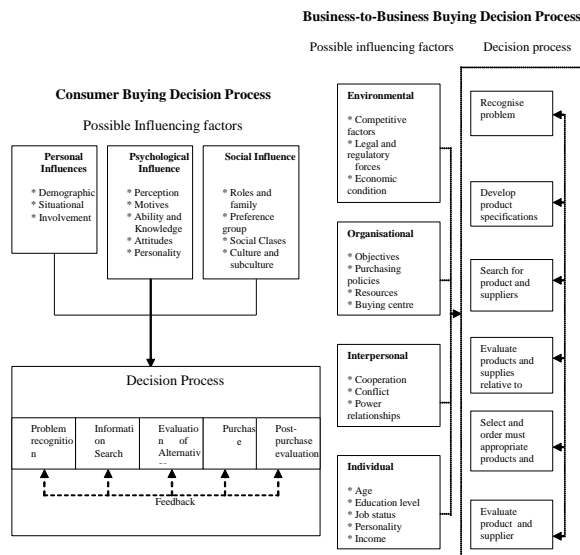 Business-to-Business Buying Decision Process
Possible influencing factors
Decision process
Consumer Buying Decision Process
Possible Influencing factors
Personal
Influences
* Demographic
* Situational
* Involvement
Psychological
Influence
* Perception
* Motives
* Ability and
Knowledge
* Attitudes
* Personality
Social Influence
* Roles and
family
* Preference
group
* Social Clases
* Culture and
subculture
Decision Process
Problem
recognitio
n
Informati
on
Search
Evaluatio
n of
Alternativ
Purchas
e
Post-
purchase
evaluation
Feedback
Environmental
* Competitive
factors
* Legal and
regulatory
forces
* Economic
condition
Organisational
* Objectives
* Purchasing
policies
* Resources
* Buying centre
Interpersonal
* Cooperation
* Conflict
* Power
relationships
Individual
* Age
* Education level
* Job status
* Personality
* Income
Recognise
problem
Develop
product
specifications
Search for
product and
suppliers
Evaluate
products and
supplies
relative to
Select and
order must
appropriate
products and
Evaluate
product and
supplier